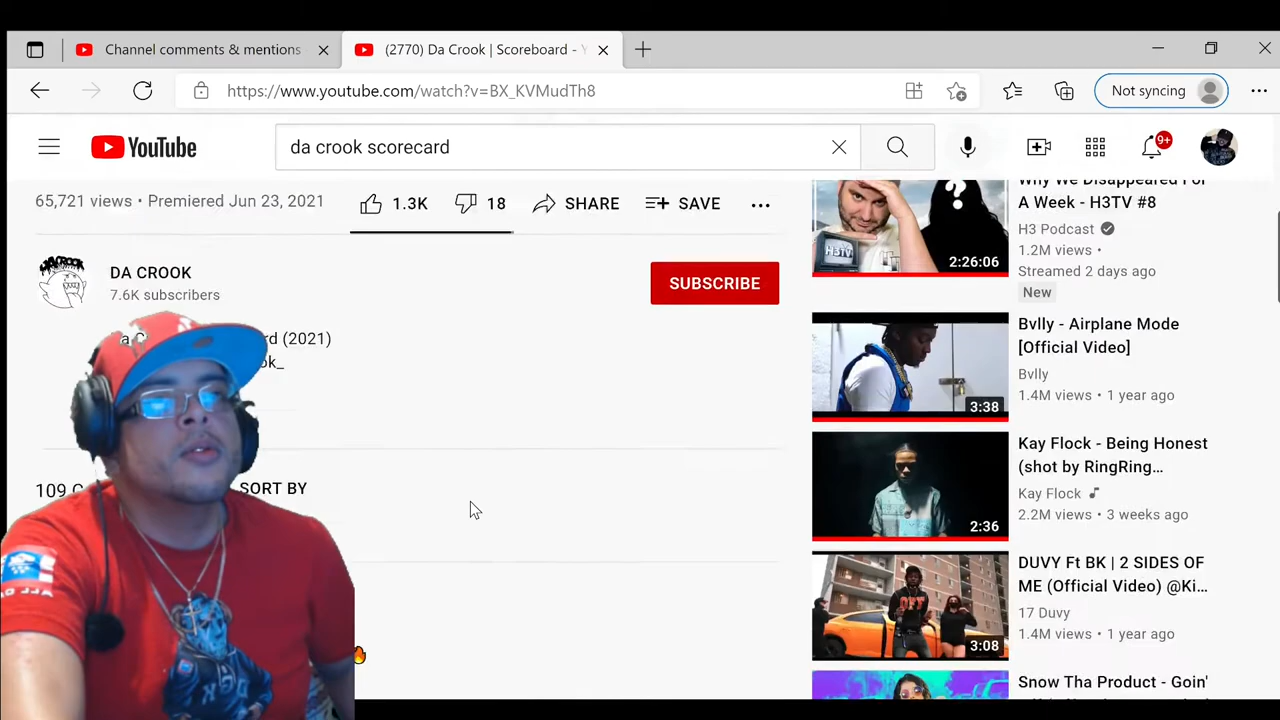 Channel comments & mentions
(2770) Da Crook | Scoreboard - Y
https://www.youtube.com/watch?v=BX_KVMudTh8
Not syncing
YouTube
da crook scorecard
9+
65,721 views • Premiered Jun 23, 2021
1.3K
18
SHARE
SAVE
DA CROOK
7.6K subscribers
SUBSCRIBE
rd (2021)
ok_
109 C
SORT BY
Why We Disappeared For
A Week - H3TV #8
H3 Podcast
1.2M views •
Streamed 2 days ago
New
H3TV
2:26:06
Bvlly - Airplane Mode
[Official Video]
Bvlly
1.4M views • 1 year ago
3:38
Kay Flock - Being Honest
(shot by RingRing...
Kay Flock
2.2M views • 3 weeks ago
2:36
DUVY Ft BK | 2 SIDES OF
ME (Official Video) @Ki...
17 Duvy
1.4M views • 1 year ago
OFF
3:08
Snow Tha Product - Goin'